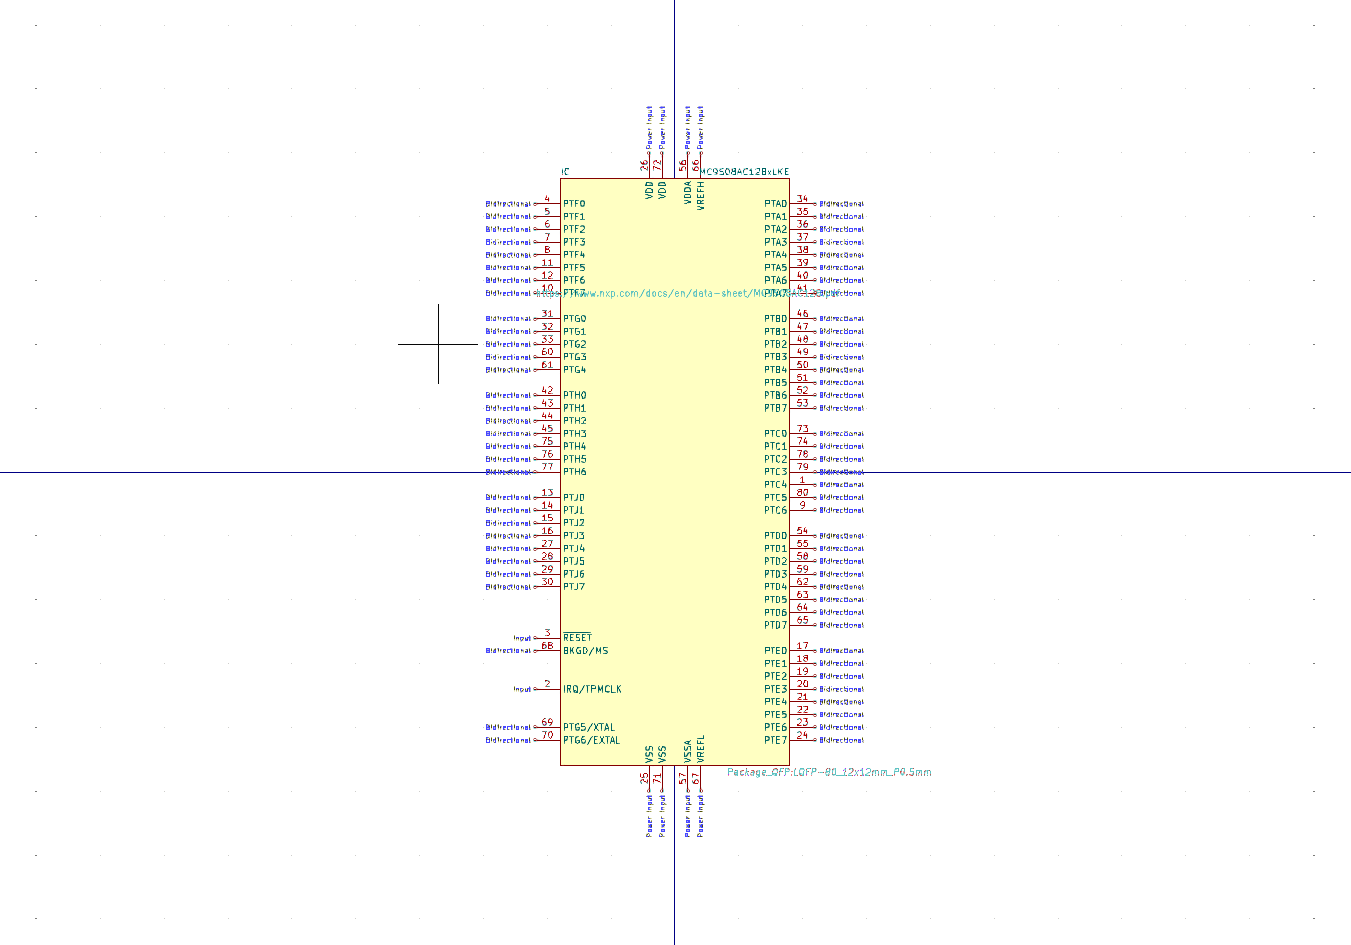 Power Input Power Input Power Input Power Input
26 72 56 66
IC MC9S08AC128xLKE
VDD VDD VDDA VREFH
Bidirectional 4 PTF0 PTA0 34 Bidirectional
Bidirectional 5 PTF1 PTA1 35 Bidirectional
Bidirectional 6 PTF2 PTA2 36 Bidirectional
Bidirectional 7 PTF3 PTA3 37 Bidirectional
Bidirectional 8 PTF4 PTA4 38 Bidirectional
Bidirectional 11 PTF5 PTA5 39 Bidirectional
Bidirectional 12 PTF6 PTA6 40 Bidirectional
Bidirectional 10 PTF7 PTA7 41 Bidirectional
https://www.nxp.com/docs/en/data-sheet/MC9S08AC128.pdf
Bidirectional 31 PTG0 PTB0 46 Bidirectional
Bidirectional 32 PTG1 PTB1 47 Bidirectional
Bidirectional 33 PTG2 PTB2 48 Bidirectional
Bidirectional 60 PTG3 PTB3 49 Bidirectional
Bidirectional 61 PTG4 PTB4 50 Bidirectional
PTB5 51 Bidirectional
Bidirectional 42 PTH0 PTB6 52 Bidirectional
Bidirectional 43 PTH1 PTB7 53 Bidirectional
Bidirectional 44 PTH2
Bidirectional 45 PTH3 PTC0 73 Bidirectional
Bidirectional 75 PTH4 PTC1 74 Bidirectional
Bidirectional 76 PTH5 PTC2 78 Bidirectional
Bidirectional 77 PTH6 PTC3 79 Bidirectional
PTC4 1 Bidirectional
Bidirectional 13 PTJ0 PTC5 80 Bidirectional
Bidirectional 14 PTJ1 PTC6 9 Bidirectional
Bidirectional 15 PTJ2
Bidirectional 16 PTJ3 PTD0 54 Bidirectional
Bidirectional 27 PTJ4 PTD1 55 Bidirectional
Bidirectional 28 PTJ5 PTD2 58 Bidirectional
Bidirectional 29 PTJ6 PTD3 59 Bidirectional
Bidirectional 30 PTJ7 PTD4 62 Bidirectional
PTD5 63 Bidirectional
PTD6 64 Bidirectional
PTD7 65 Bidirectional
Input 3 RESET
Bidirectional 68 BKGD/MS PTE0 17 Bidirectional
PTE1 18 Bidirectional
PTE2 19 Bidirectional
Input 2 IRQ/TPMCLK PTE3 20 Bidirectional
PTE4 21 Bidirectional
PTE5 22 Bidirectional
Bidirectional 69 PTG5/XTAL PTE6 23 Bidirectional
Bidirectional 70 PTG6/EXTAL PTE7 24 Bidirectional
VSS VSS VSSA VREFL
25 71 57 67
Package_QFP:LQFP-80_12x12mm_P0.5mm
Power Input Power Input Power Input Power Input